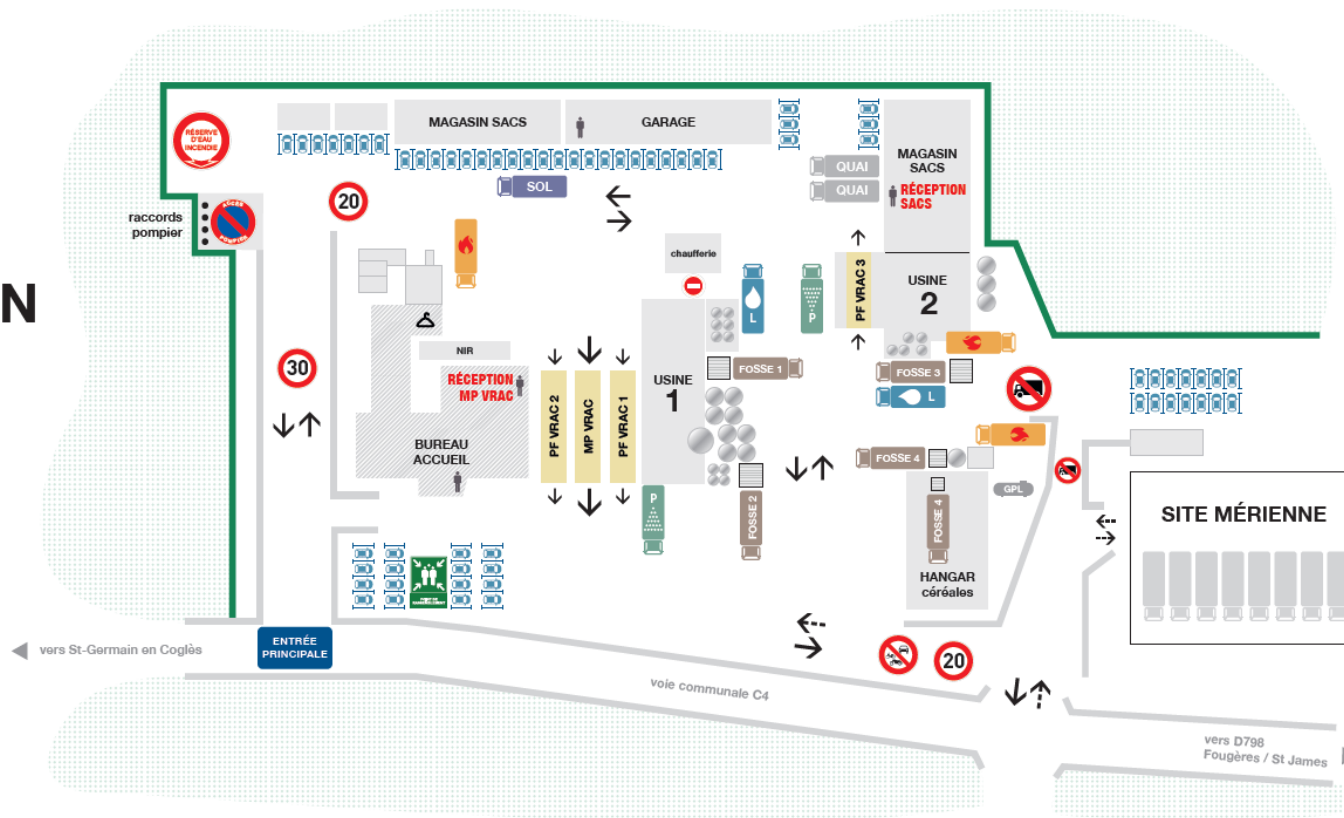 N
RÉSERVE
D'EAU
INCENDIE
MAGASIN SACS
GARAGE
MAGASIN
SACS
RÉCEPTION
SACS
QUAI
QUAI
SOL
20
raccords
pompier
ACCÈS
POMPIER
chaufferie
PF VRAC 3
USINE
2
L
P
NIR
RÉCEPTION
MP VRAC
30
BUREAU
ACCUEIL
PF VRAC 2
MP VRAC
PF VRAC 1
USINE
1
FOSSE 1
FOSSE 3
L
FOSSE 4
FOSSE 4
GPL
P
FOSSE 2
HANGAR
céréales
SITE MÉRIENNE
POINT DE
RASSEMBLEMENT
ENTRÉE
PRINCIPALE
vers St-Germain en Coglès
20
voie communale C4
vers D798
Fougères / St James